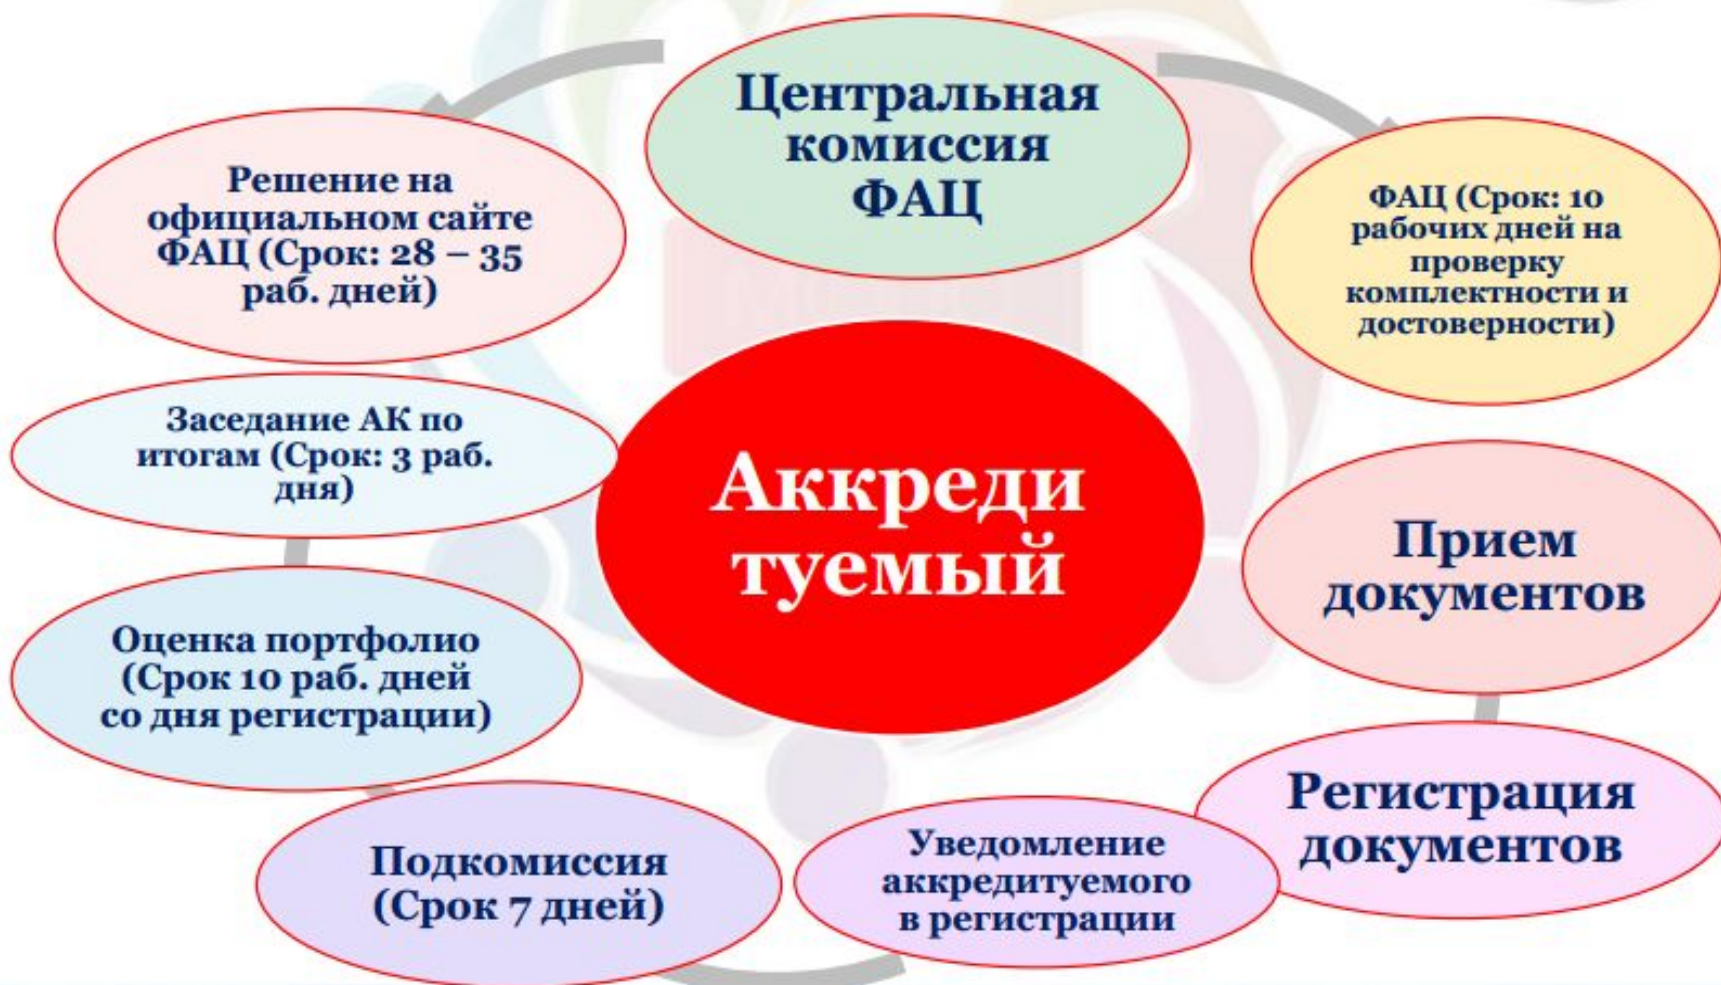 Центральная
комиссия
ФАЦ
Решение на
официальном сайте
ФАЦ (Срок: 28 – 35
раб. дней)
ФАЦ (Срок: 10
рабочих дней на
проверку
комплектности и
достоверности)
Заседание АК по
итогам (Срок: 3 раб.
дня)
Аккреди
туемый
Прием
документов
Оценка портфолио
(Срок 10 раб. дней
со дня регистрации)
Регистрация
документов
Подкомиссия
(Срок 7 дней)
Уведомление
аккредитуемого
в регистрации